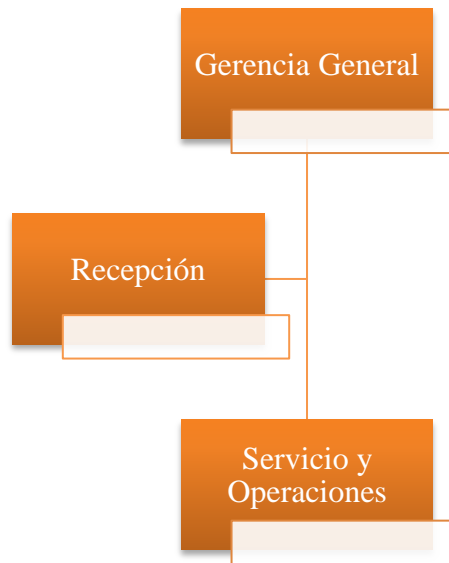 Gerencia General
Recepción
Servicio y
Operaciones